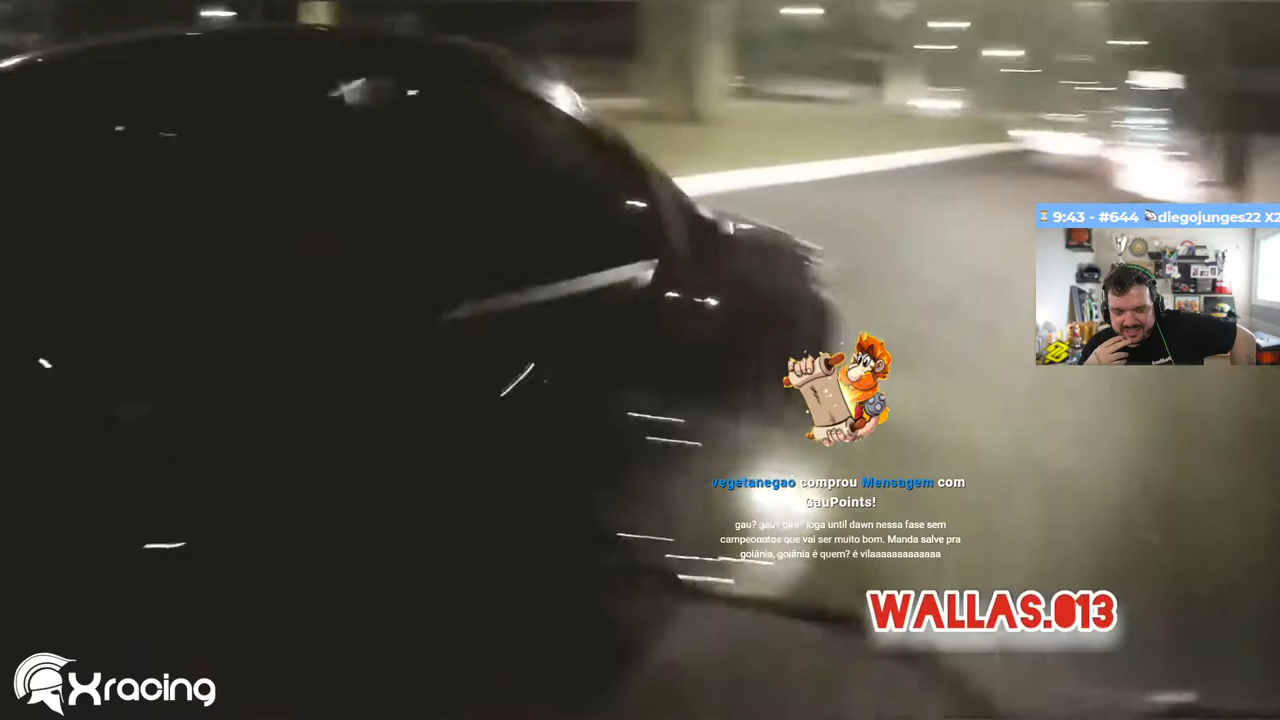 9:43 - #644 diegojunges22 X2
vegetanegao comprou Mensagem com
GauPoints!
gau? gau? gau? joga until dawn nessa fase sem
campeonatos que vai ser muito bom. Manda salve pra
goiânia, goiânia é quem? é vilaaaaaaaaaaaaa
WALLAS.013
Xracing